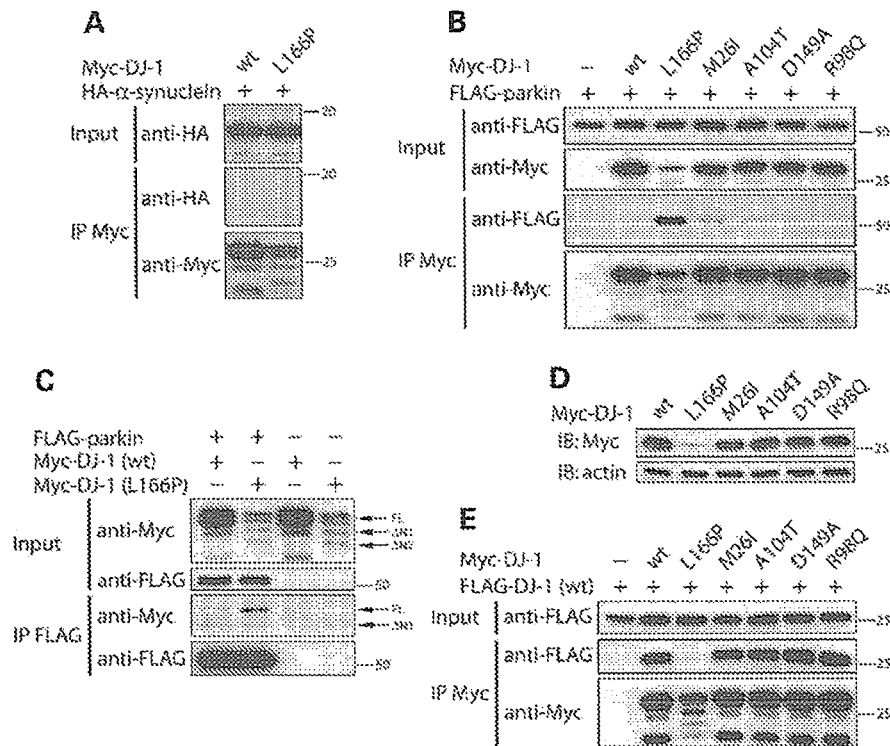 A
Myc-DJ-1 wt L166P
HA-α-synuclein + +
Input anti-HA 20
IP Myc anti-HA 20
anti-Myc 25
B
Myc-DJ-1 – wt L166P M26I A104T D149A R98Q
FLAG-parkin + + + + + + +
Input anti-FLAG 50
anti-Myc 25
IP Myc anti-FLAG 50
anti-Myc 25
C
FLAG-parkin + + – –
Myc-DJ-1 (wt) + – + –
Myc-DJ-1 (L166P) – + – +
Input anti-Myc FL ΔN1 ΔN2
anti-FLAG 50
IP FLAG anti-Myc FL ΔN1
anti-FLAG 50
D
Myc-DJ-1 wt L166P M26I A104T D149A R98Q
IB: Myc 25
IB: actin
E
Myc-DJ-1 – wt L166P M26I A104T D149A R98Q
FLAG-DJ-1 (wt) + + + + + + +
Input anti-FLAG 25
IP Myc anti-FLAG 25
anti-Myc 25